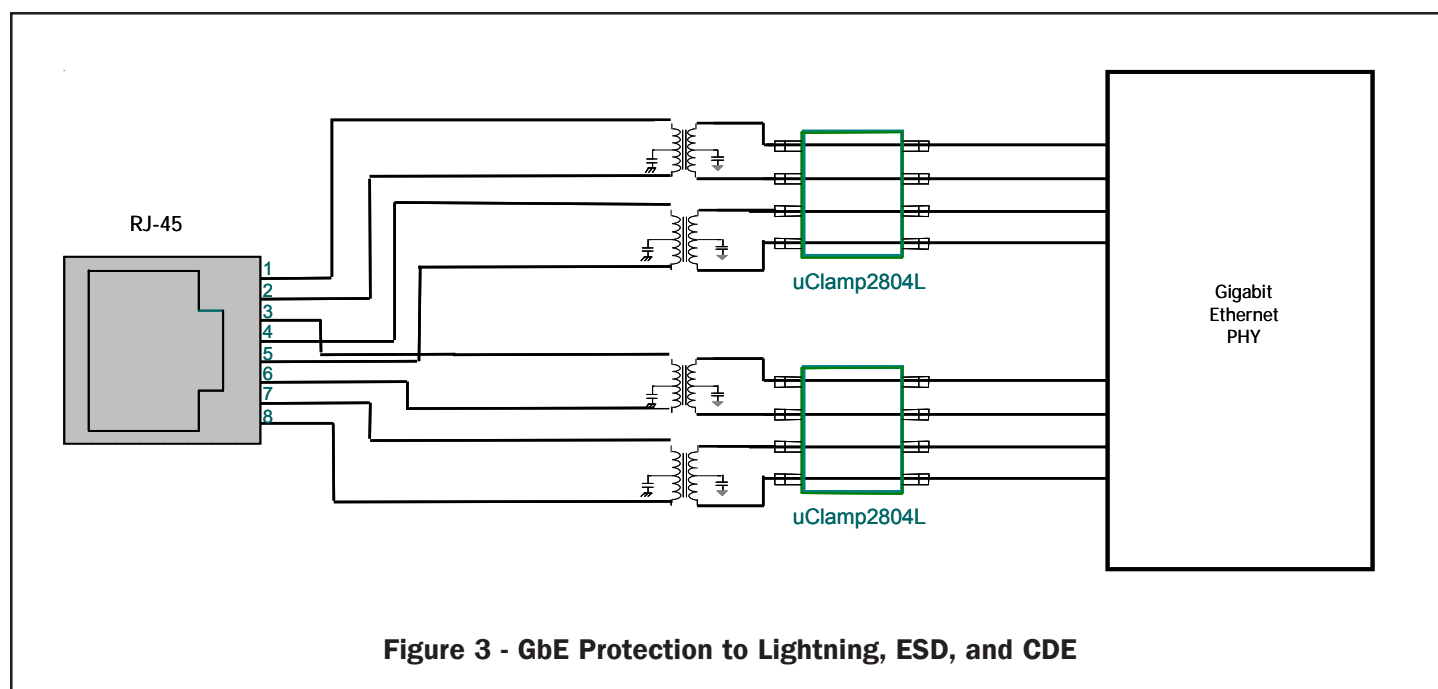 RJ-45
1
2
3
4
5
6
7
8
uClamp2804L
uClamp2804L
Gigabit
Ethernet
PHY
Figure 3 - GbE Protection to Lightning, ESD, and CDE